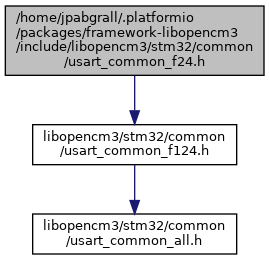 /home/jpabgrall/.platformio
/packages/framework-libopencm3
/include/libopencm3/stm32/common
/usart_common_f24.h
libopencm3/stm32/common
/usart_common_f124.h
libopencm3/stm32/common
/usart_common_all.h